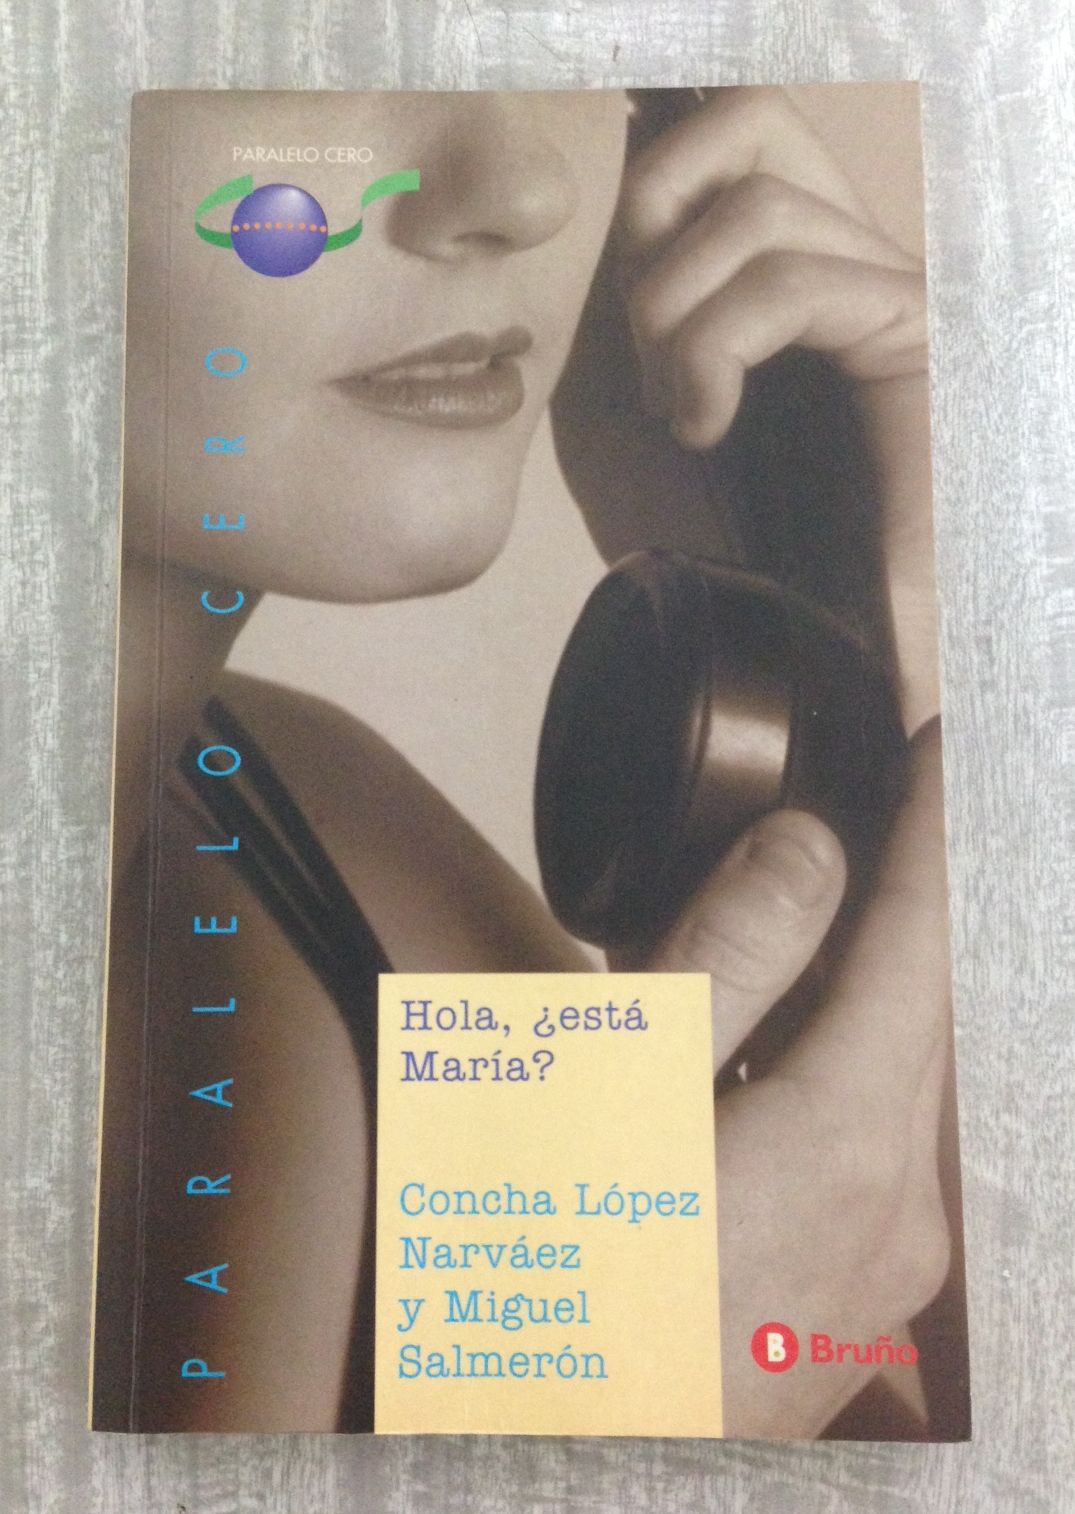 PARALELO CERO
PARALELO CERO
Hola, ¿está
María?
Concha López
Narváez
y Miguel
Salmerón
B. Bruño